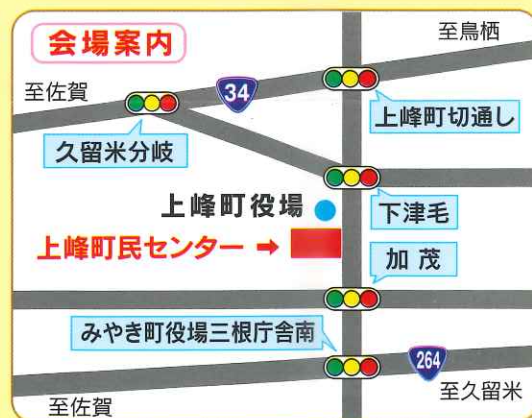 会場案内
至鳥栖
至佐賀
34
上峰町切通し
久留米分岐
上峰町役場
下津毛
上峰町民センター ➡
加茂
みやき町役場三根庁舎南
264
至久留米
至佐賀